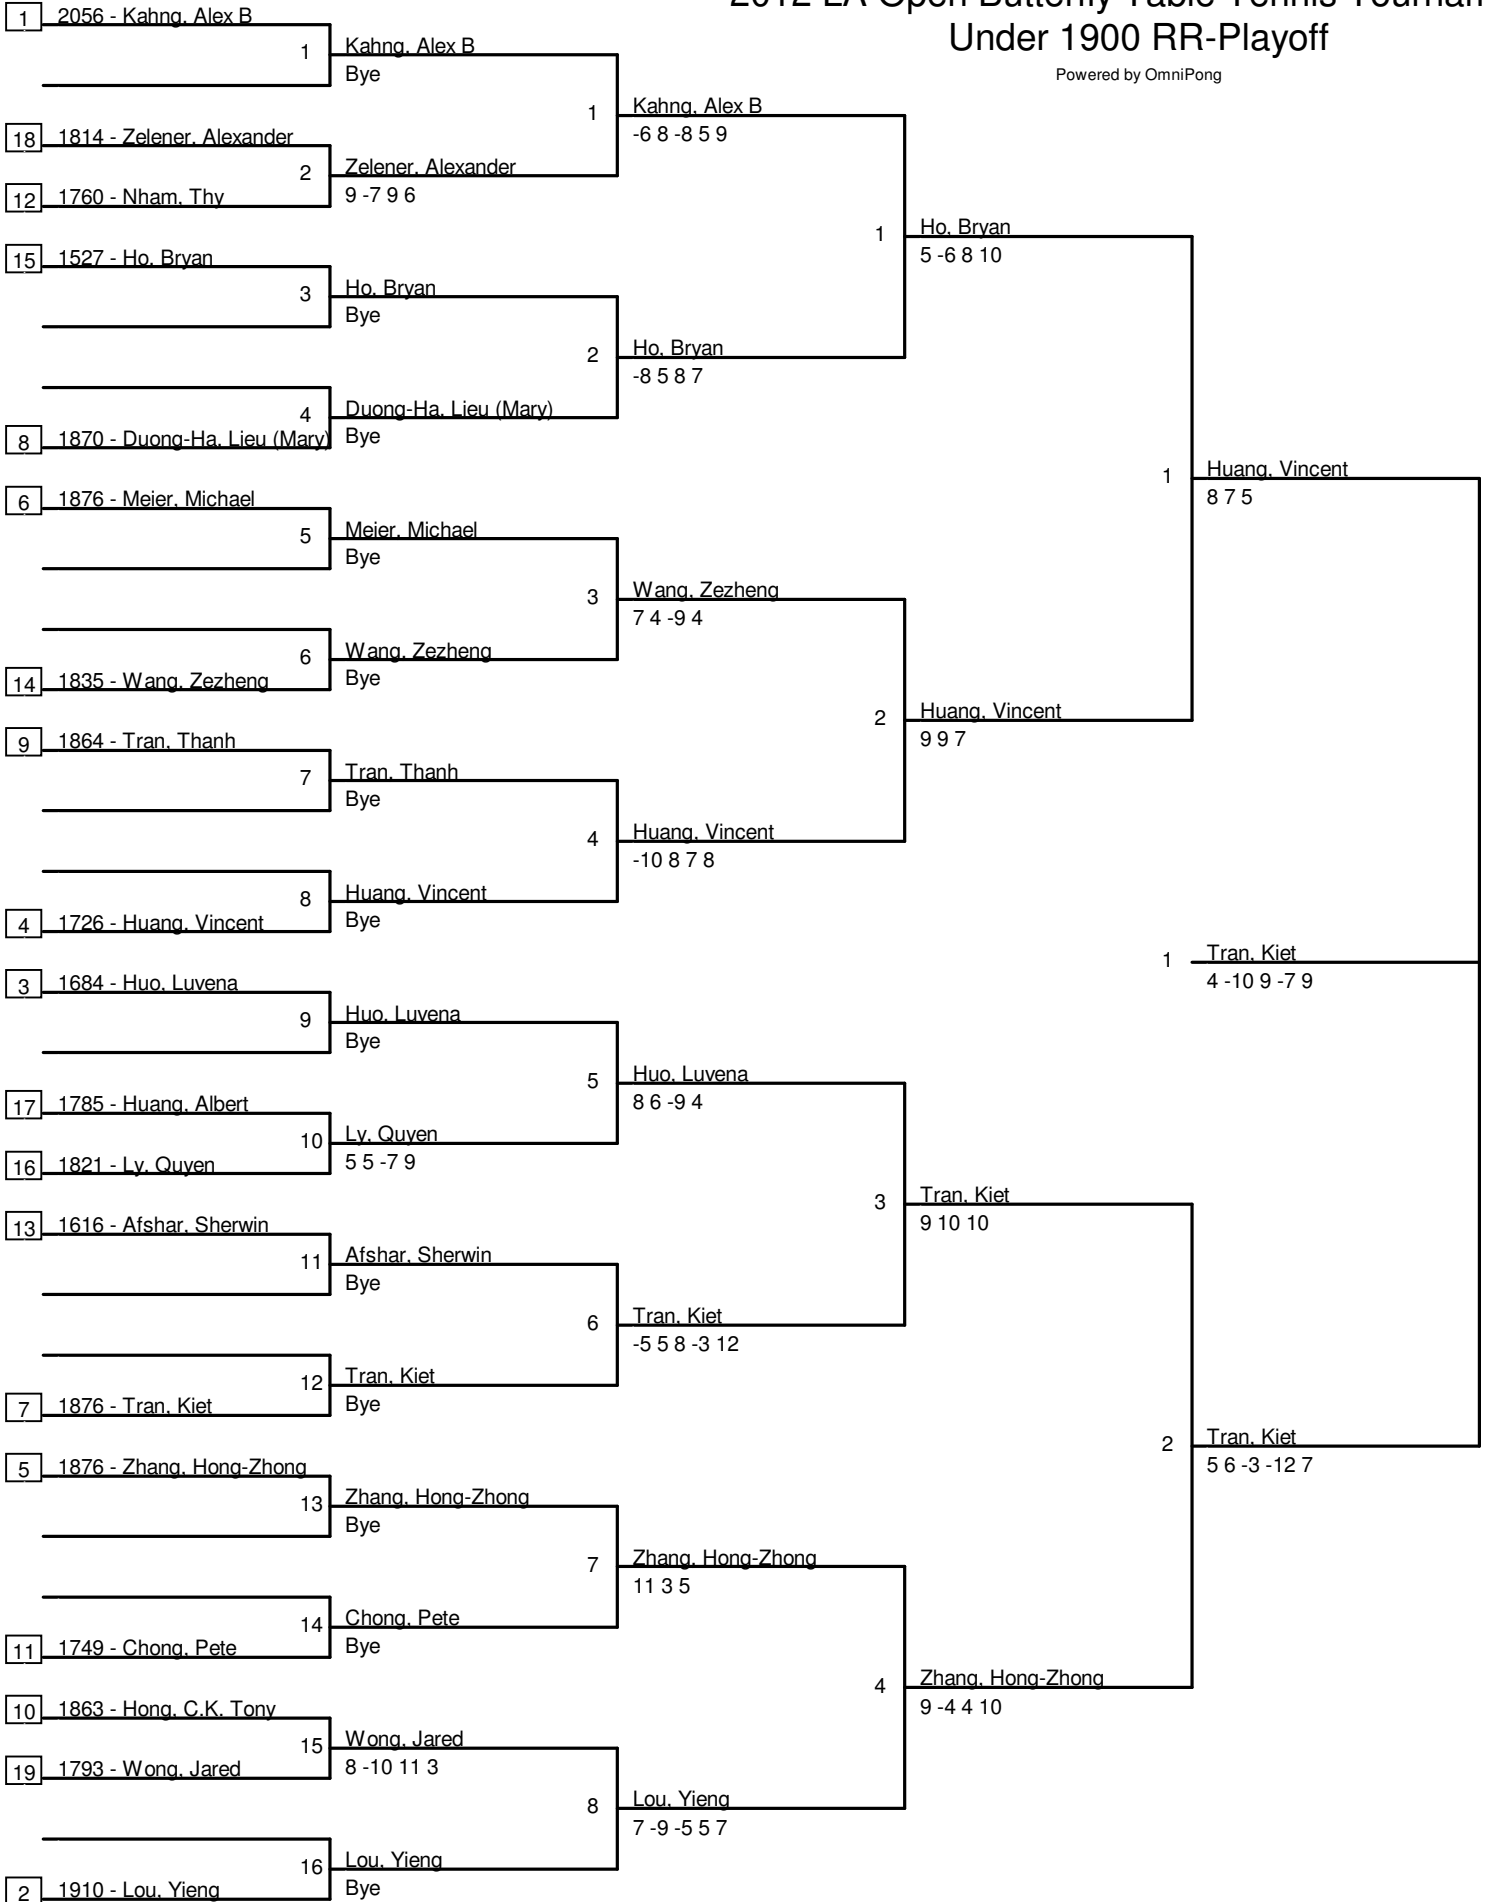 2012 LA Open Butterfly Table Tennis
Under 1900 RR-Playoff
Powered by OmniPong
1 2056 - Kahng, Alex B
1 Kahng, Alex B
Bye
18 1814 - Zelener, Alexander
2 Zelener, Alexander
9 -7 9 6
12 1760 - Nham, Thy
1 Kahng, Alex B
-6 8 -8 5 9
15 1527 - Ho, Bryan
3 Ho, Bryan
Bye
4 Duong-Ha, Lieu (Mary)
Bye
8 1870 - Duong-Ha, Lieu (Mary)
2 Ho, Bryan
-8 5 8 7
1 Ho, Bryan
5 -6 8 10
6 1876 - Meier, Michael
5 Meier, Michael
Bye
6 Wang, Zezheng
Bye
14 1835 - Wang, Zezheng
3 Wang, Zezheng
7 4 -9 4
9 1864 - Tran, Thanh
7 Tran, Thanh
Bye
8 Huang, Vincent
Bye
4 1726 - Huang, Vincent
4 Huang, Vincent
-10 8 7 8
2 Huang, Vincent
9 9 7
1 Huang, Vincent
8 7 5
1 Tran, Kiet
4 -10 9 -7 9
3 1684 - Huo, Luvena
9 Huo, Luvena
Bye
17 1785 - Huang, Albert
10 Ly, Quyen
5 5 -7 9
16 1821 - Ly, Quyen
5 Huo, Luvena
8 6 -9 4
13 1616 - Afshar, Sherwin
11 Afshar, Sherwin
Bye
12 Tran, Kiet
Bye
7 1876 - Tran, Kiet
6 Tran, Kiet
-5 5 8 -3 12
3 Tran, Kiet
9 10 10
5 1876 - Zhang, Hong-Zhong
13 Zhang, Hong-Zhong
Bye
14 Chong, Pete
Bye
11 1749 - Chong, Pete
7 Zhang, Hong-Zhong
11 3 5
10 1863 - Hong, C.K. Tony
15 Wong, Jared
8 -10 11 3
19 1793 - Wong, Jared
16 Lou, Yieng
Bye
2 1910 - Lou, Yieng
8 Lou, Yieng
7 -9 -5 5 7
4 Zhang, Hong-Zhong
9 -4 4 10
2 Tran, Kiet
5 6 -3 -12 7